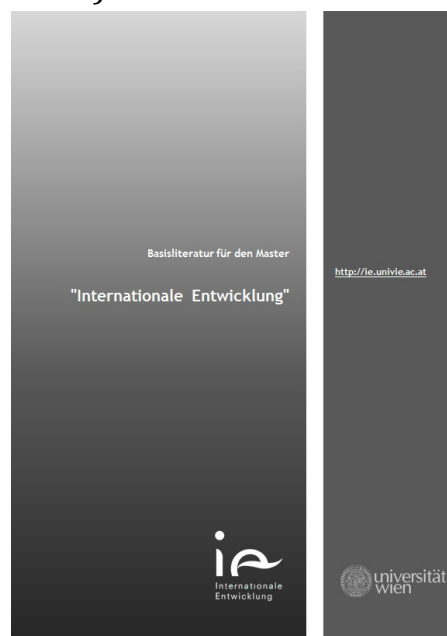 Basisliteratur für den Master
"Internationale Entwicklung"
http://ie.univie.ac.at
ie
Internationale
Entwicklung
universität
wien